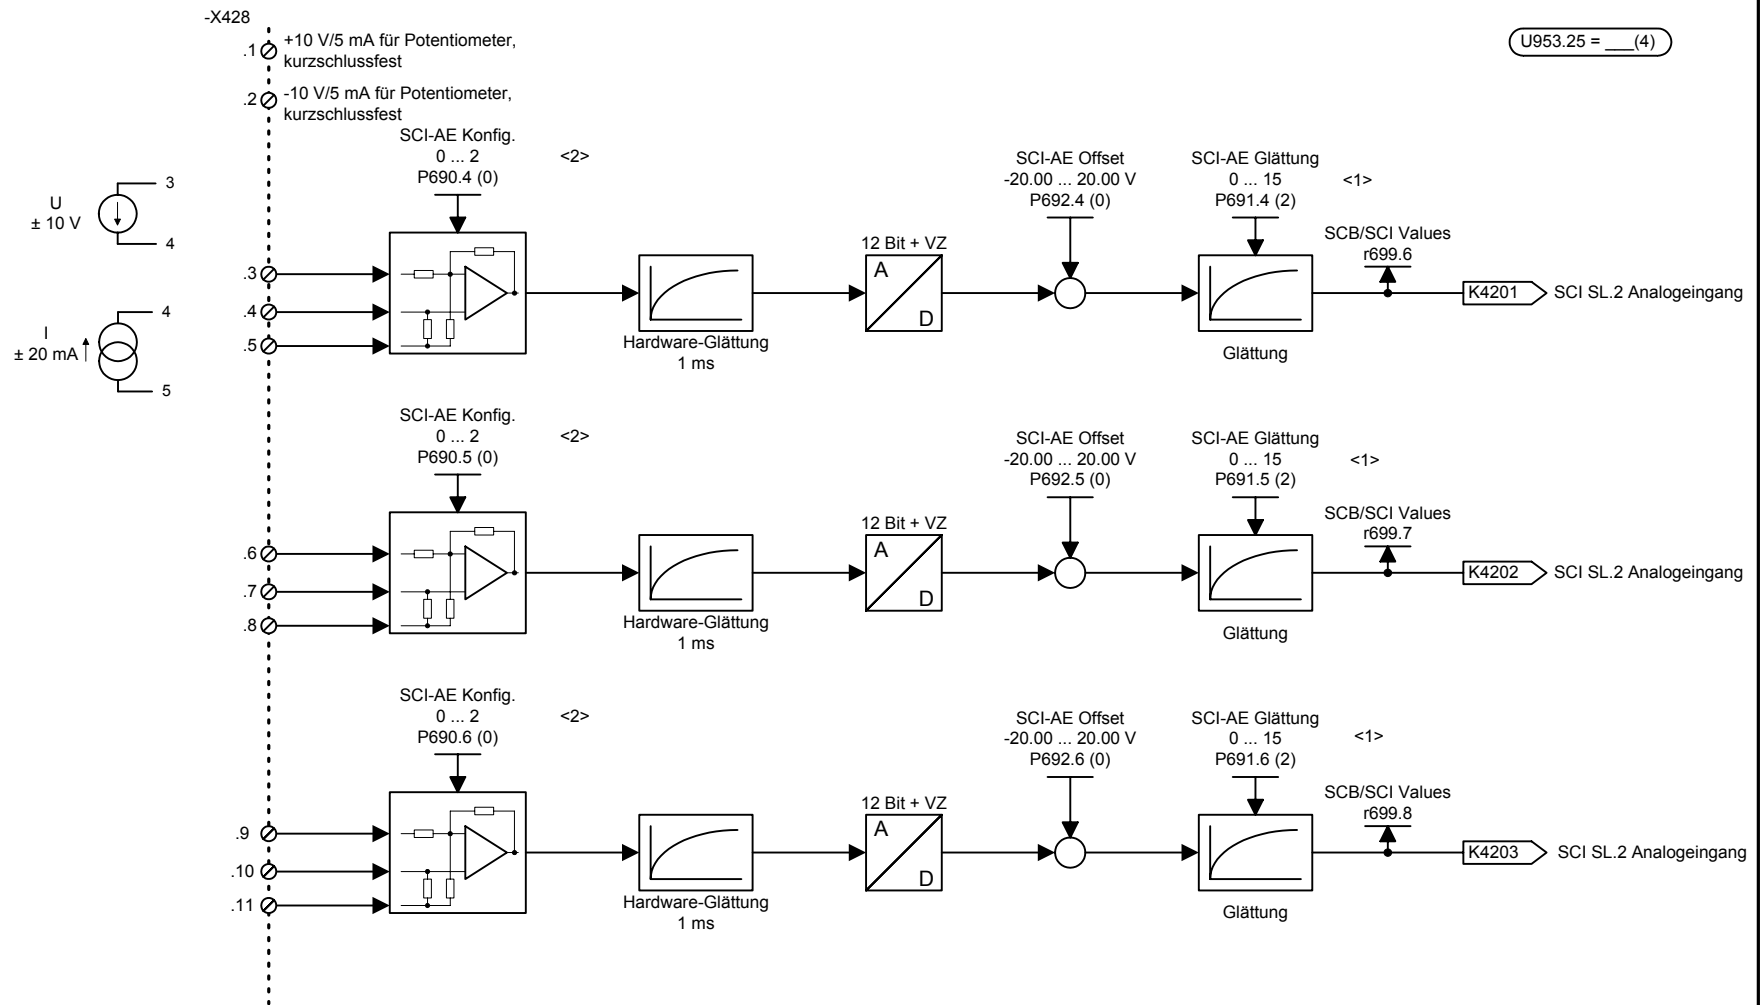 -X428
.1
+10 V/5 mA für Potentiometer,
kurzschlussfest
U953.25 = ___(4)
.2
-10 V/5 mA für Potentiometer,
kurzschlussfest
SCI-AE Konfig.
0 ... 2
<2>
P690.4 (0)
SCI-AE Offset
-20.00 ... 20.00 V
P692.4 (0)
SCI-AE Glättung
0 ... 15
<1>
P691.4 (2)
U
± 10 V
3
4
SCB/SCI Values
r699.6
12 Bit + VZ
A
D
.3
.4
.5
K4201
SCI SL.2 Analogeingang
Hardware-Glättung
1 ms
Glättung
I
± 20 mA
4
5
SCI-AE Konfig.
0 ... 2
<2>
P690.5 (0)
SCI-AE Offset
-20.00 ... 20.00 V
P692.5 (0)
SCI-AE Glättung
0 ... 15
<1>
P691.5 (2)
SCB/SCI Values
r699.7
12 Bit + VZ
A
D
.6
.7
.8
K4202
SCI SL.2 Analogeingang
Hardware-Glättung
1 ms
Glättung
SCI-AE Konfig.
0 ... 2
<2>
P690.6 (0)
SCI-AE Offset
-20.00 ... 20.00 V
P692.6 (0)
SCI-AE Glättung
0 ... 15
<1>
P691.6 (2)
SCB/SCI Values
r699.8
12 Bit + VZ
A
D
.9
.10
.11
K4203
SCI SL.2 Analogeingang
Hardware-Glättung
1 ms
Glättung